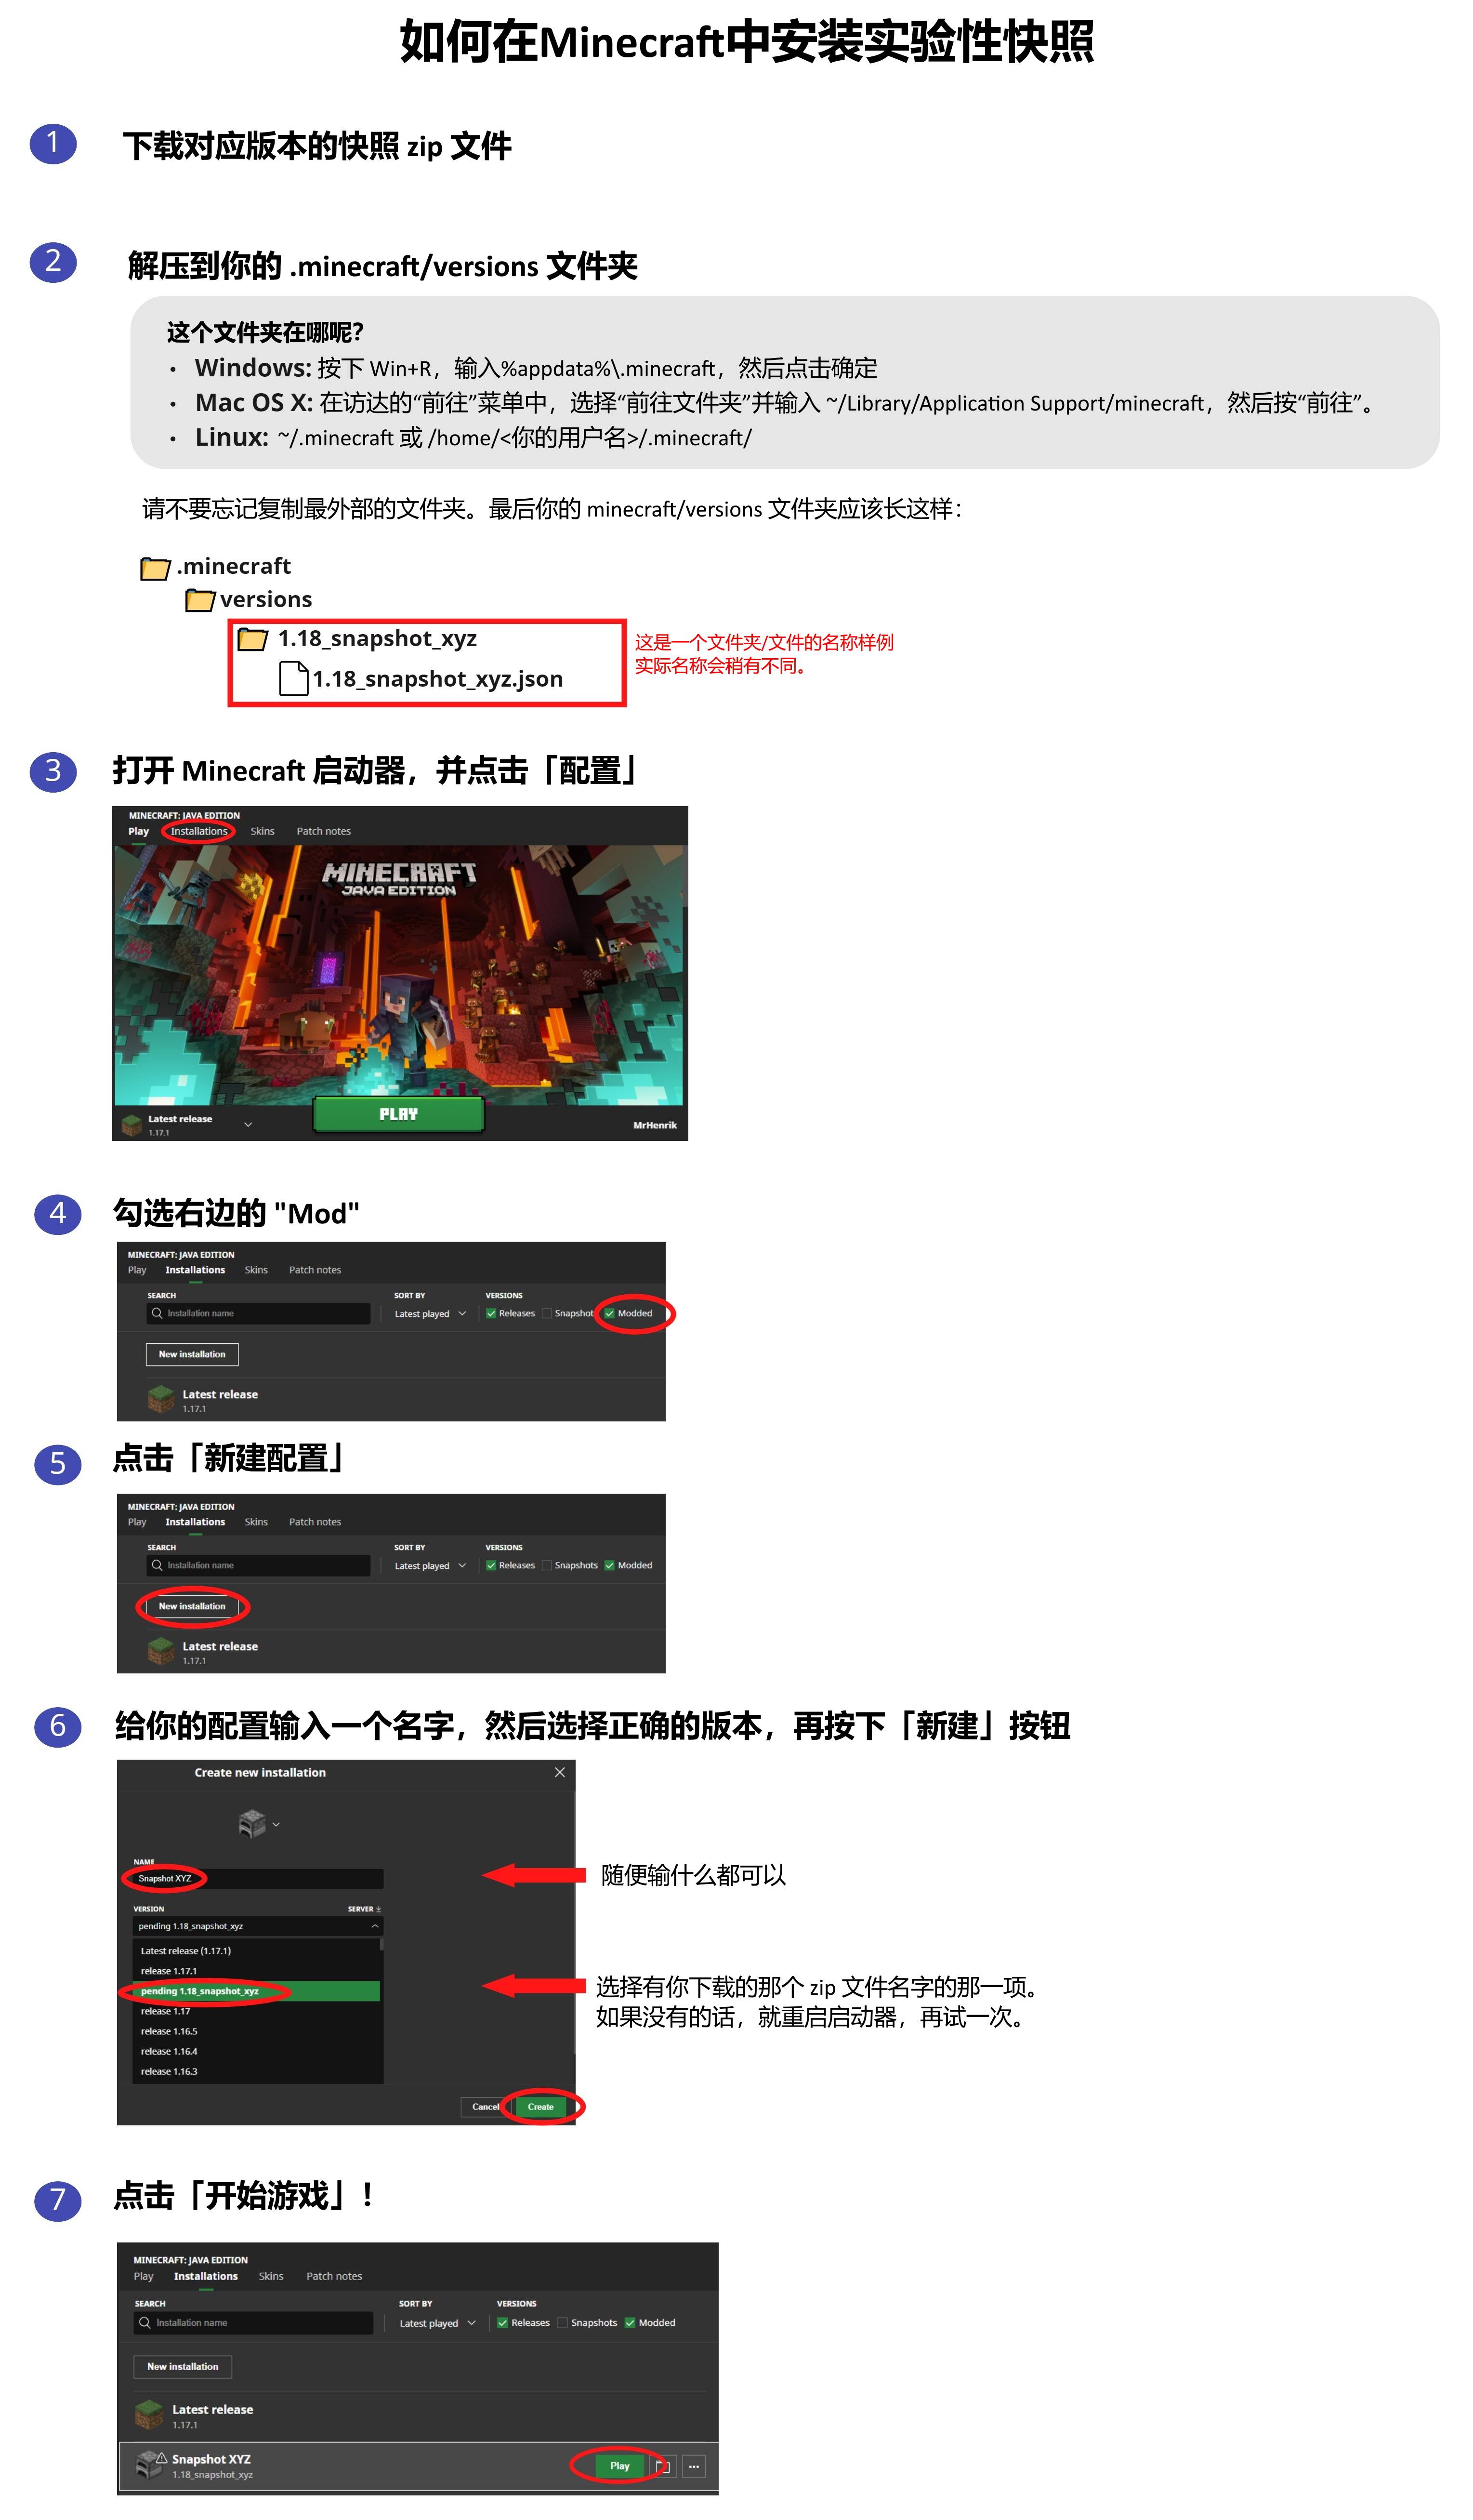 如何在Minecraft中安装实验性快照
1
下载对应版本的快照 zip 文件
2
解压到你的 .minecraft/versions 文件夹
这个文件夹在哪呢？
• Windows: 按下 Win+R，输入%appdata%\.minecraft，然后点击确定
• Mac OS X: 在访达的“前往”菜单中，选择“前往文件夹”并输入 ~/Library/Application Support/minecraft，然后按“前往”。
• Linux: ~/.minecraft 或 /home/<你的用户名>/.minecraft/
请不要忘记复制最外部的文件夹。最后你的 minecraft/versions 文件夹应该长这样：
.minecraft
versions
1.18_snapshot_xyz
1.18_snapshot_xyz.json
这是一个文件夹/文件的名称样例
实际名称会稍有不同。
3
打开 Minecraft 启动器，并点击「配置」
MINECRAFT: JAVA EDITION
Play Installations Skins Patch notes
MINECRAFT
JAVA EDITION
PLAY
Latest release
1.17.1
MrHenrik
4
勾选右边的 "Mod"
MINECRAFT: JAVA EDITION
Play Installations Skins Patch notes
SEARCH SORT BY VERSIONS
Installation name Latest played Releases Snapshot Modded
New installation
Latest release
1.17.1
5
点击「新建配置」
MINECRAFT: JAVA EDITION
Play Installations Skins Patch notes
SEARCH SORT BY VERSIONS
Installation name Latest played Releases Snapshots Modded
New installation
Latest release
1.17.1
6
给你的配置输入一个名字，然后选择正确的版本，再按下「新建」按钮
Create new installation
NAME
Snapshot XYZ
随便输什么都可以
VERSION SERVER
pending 1.18_snapshot_xyz
Latest release (1.17.1)
release 1.17.1
pending 1.18_snapshot_xyz
release 1.17
release 1.16.5
release 1.16.4
release 1.16.3
选择有你下载的那个 zip 文件名字的那一项。
如果没有的话，就重启启动器，再试一次。
Cancel Create
7
点击「开始游戏」！
MINECRAFT: JAVA EDITION
Play Installations Skins Patch notes
SEARCH SORT BY VERSIONS
Installation name Latest played Releases Snapshots Modded
New installation
Latest release
1.17.1
Snapshot XYZ
1.18_snapshot_xyz
Play